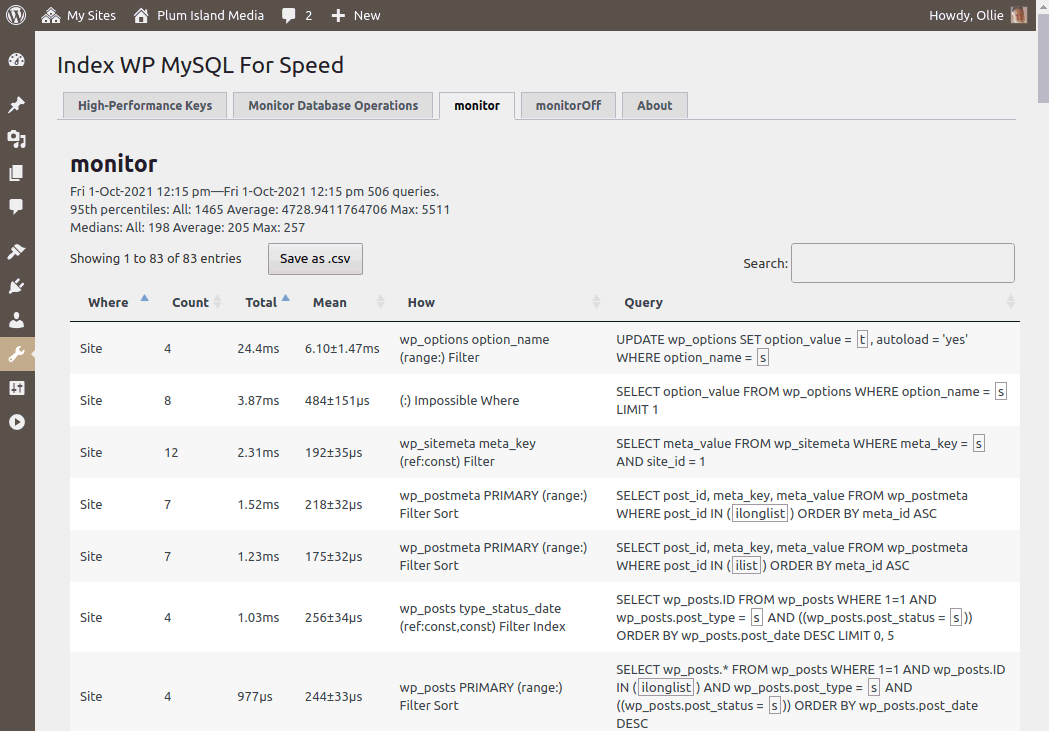 My Sites Plum Island Media 2 New Howdy, Ollie
Index WP MySQL For Speed
High-Performance Keys Monitor Database Operations monitor monitorOff About
monitor
Fri 1-Oct-2021 12:15 pm—Fri 1-Oct-2021 12:15 pm 506 queries.
95th percentiles: All: 1465 Average: 4728.9411764706 Max: 5511
Medians: All: 198 Average: 205 Max: 257
Showing 1 to 83 of 83 entries Save as .csv Search:
Where Count Total Mean How Query
Site 4 24.4ms 6.10±1.47ms wp_options option_name (range:) Filter UPDATE wp_options SET option_value = t , autoload = 'yes'
WHERE option_name = s
Site 8 3.87ms 484±151µs (:) Impossible Where SELECT option_value FROM wp_options WHERE option_name = s
LIMIT 1
Site 12 2.31ms 192±35µs wp_sitemeta meta_key (ref:const) Filter SELECT meta_value FROM wp_sitemeta WHERE meta_key = s
AND site_id = 1
Site 7 1.52ms 218±32µs wp_postmeta PRIMARY (range:) Filter Sort SELECT post_id, meta_key, meta_value FROM wp_postmeta
WHERE post_id IN ( ilonglist ) ORDER BY meta_id ASC
Site 7 1.23ms 175±32µs wp_postmeta PRIMARY (range:) Filter Sort SELECT post_id, meta_key, meta_value FROM wp_postmeta
WHERE post_id IN ( ilist ) ORDER BY meta_id ASC
Site 4 1.03ms 256±34µs wp_posts type_status_date (ref:const,const) Filter Index SELECT wp_posts.ID FROM wp_posts WHERE 1=1 AND
wp_posts.post_type = s AND ((wp_posts.post_status = s ))
ORDER BY wp_posts.post_date DESC LIMIT 0, 5
Site 4 977µs 244±33µs wp_posts PRIMARY (range:) Filter Sort SELECT wp_posts.* FROM wp_posts WHERE 1=1 AND wp_posts.ID
IN ( ilonglist ) AND wp_posts.post_type = s AND
((wp_posts.post_status = s )) ORDER BY wp_posts.post_date
DESC